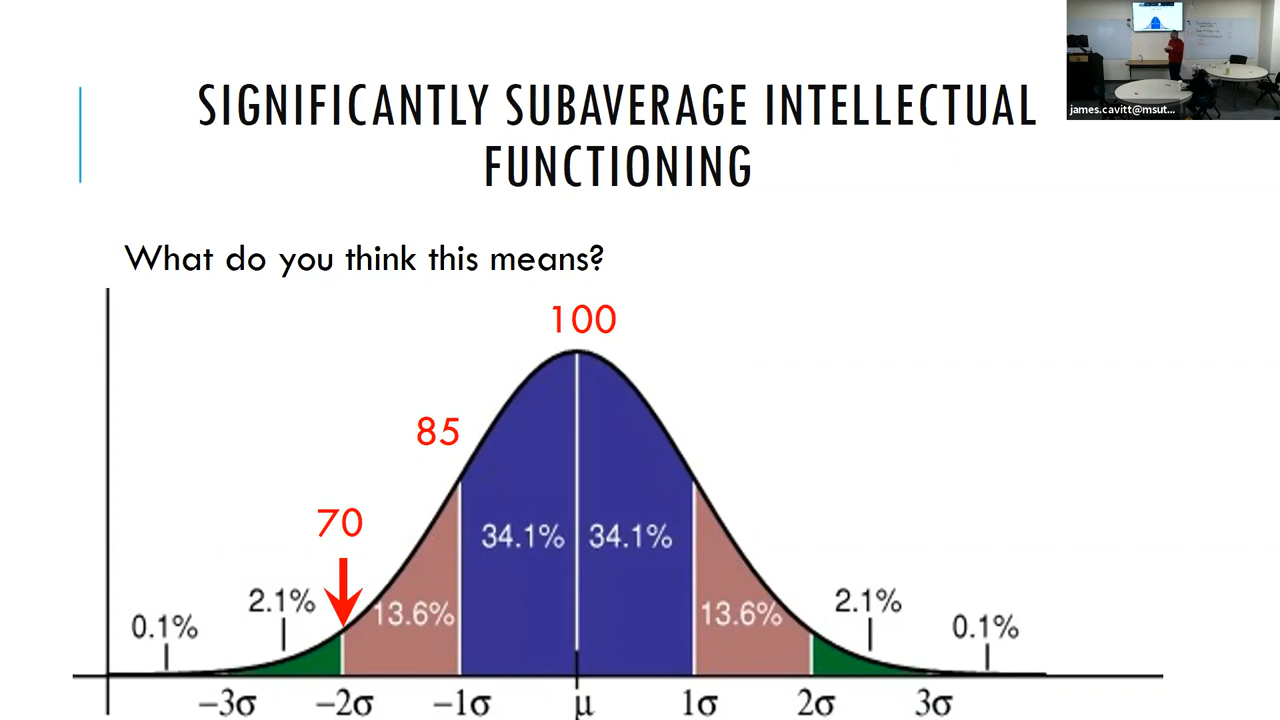 SIGNIFICANTLY SUBAVERAGE INTELLECTUAL
FUNCTIONING
james.cavitt@msut...
What do you think this means?
100
85
70
34.1% 34.1%
2.1% 13.6% 13.6% 2.1%
0.1% 0.1%
−3σ −2σ −1σ μ 1σ 2σ 3σ